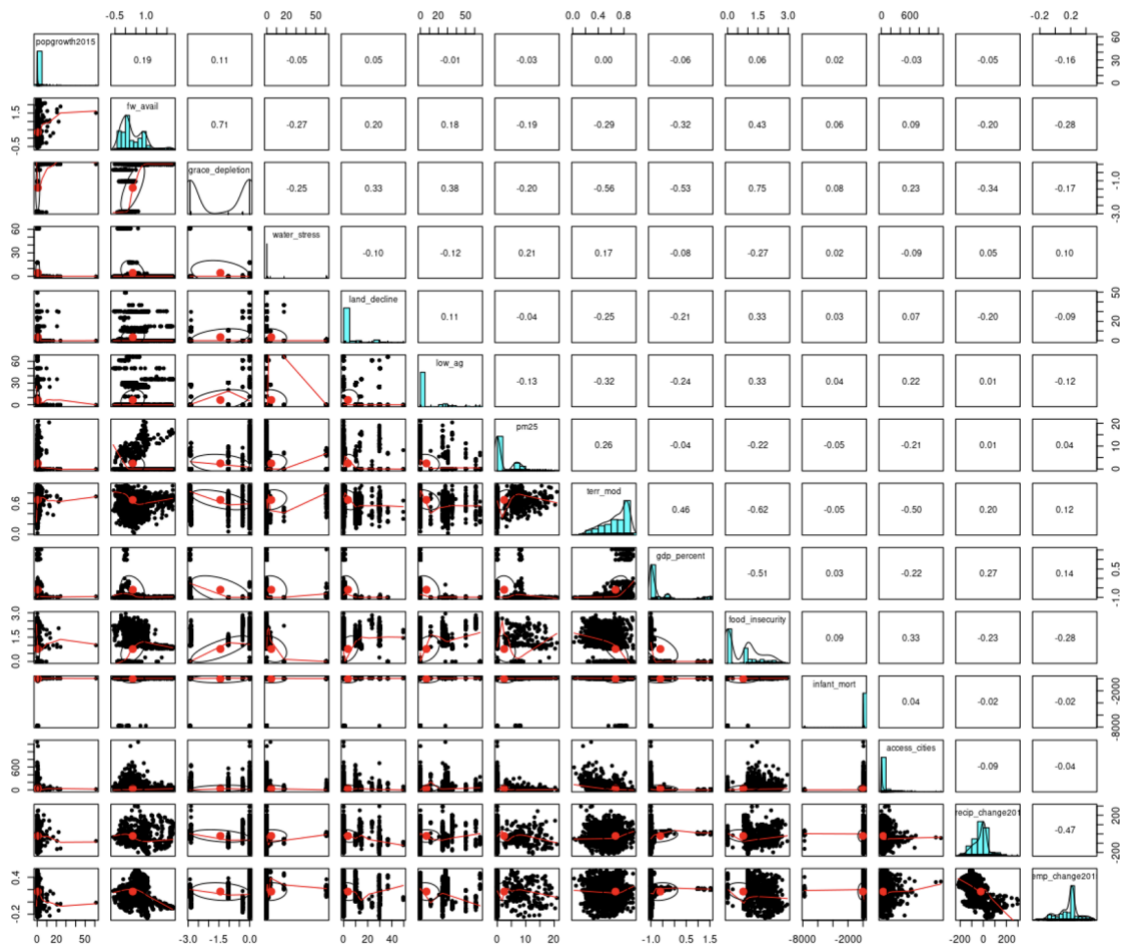 -0.5 1.0 0 20 50 0 20 50 0.0 0.4 0.8 0.0 1.5 3.0 0 600 -0.2 0.2
popgrowth2015 0.19 0.11 -0.05 0.05 -0.01 -0.03 0.00 -0.06 0.06 0.02 -0.03 -0.05 -0.16 0 30 60
-0.5 1.5 fw_avail 0.71 -0.27 0.20 0.18 -0.19 -0.29 -0.32 0.43 0.06 0.09 -0.20 -0.28
grace_depletion -0.25 0.33 0.38 -0.20 -0.56 -0.53 0.75 0.08 0.23 -0.34 -0.17 -3.0 -1.0
0 30 60 water_stress -0.10 -0.12 0.21 0.17 -0.08 -0.27 0.02 -0.09 0.05 0.10
land_decline 0.11 -0.04 -0.25 -0.21 0.33 0.03 0.07 -0.20 -0.09 0 20 50
0 30 60 low_ag -0.13 -0.32 -0.24 0.33 0.04 0.22 0.01 -0.12
pm25 0.26 -0.04 -0.22 -0.05 -0.21 0.01 0.04 0 10 20
0.0 0.6 terr_mod 0.46 -0.62 -0.05 -0.50 0.20 0.12
gdp_percent -0.51 0.03 -0.22 0.27 0.14 -1.0 0.5
0.0 1.5 3.0 food_insecurity 0.09 0.33 -0.23 -0.28
infant_mort 0.04 -0.02 -0.02 -8000 -2000
0 600 access_cities -0.09 -0.04
recip_change201 -0.47 -200 200
-0.2 0.4 emp_change201
0 20 50 -3.0 -1.5 0.0 0 20 40 0 10 20 -1.0 0.5 1.5 -8000 -2000 -200 200